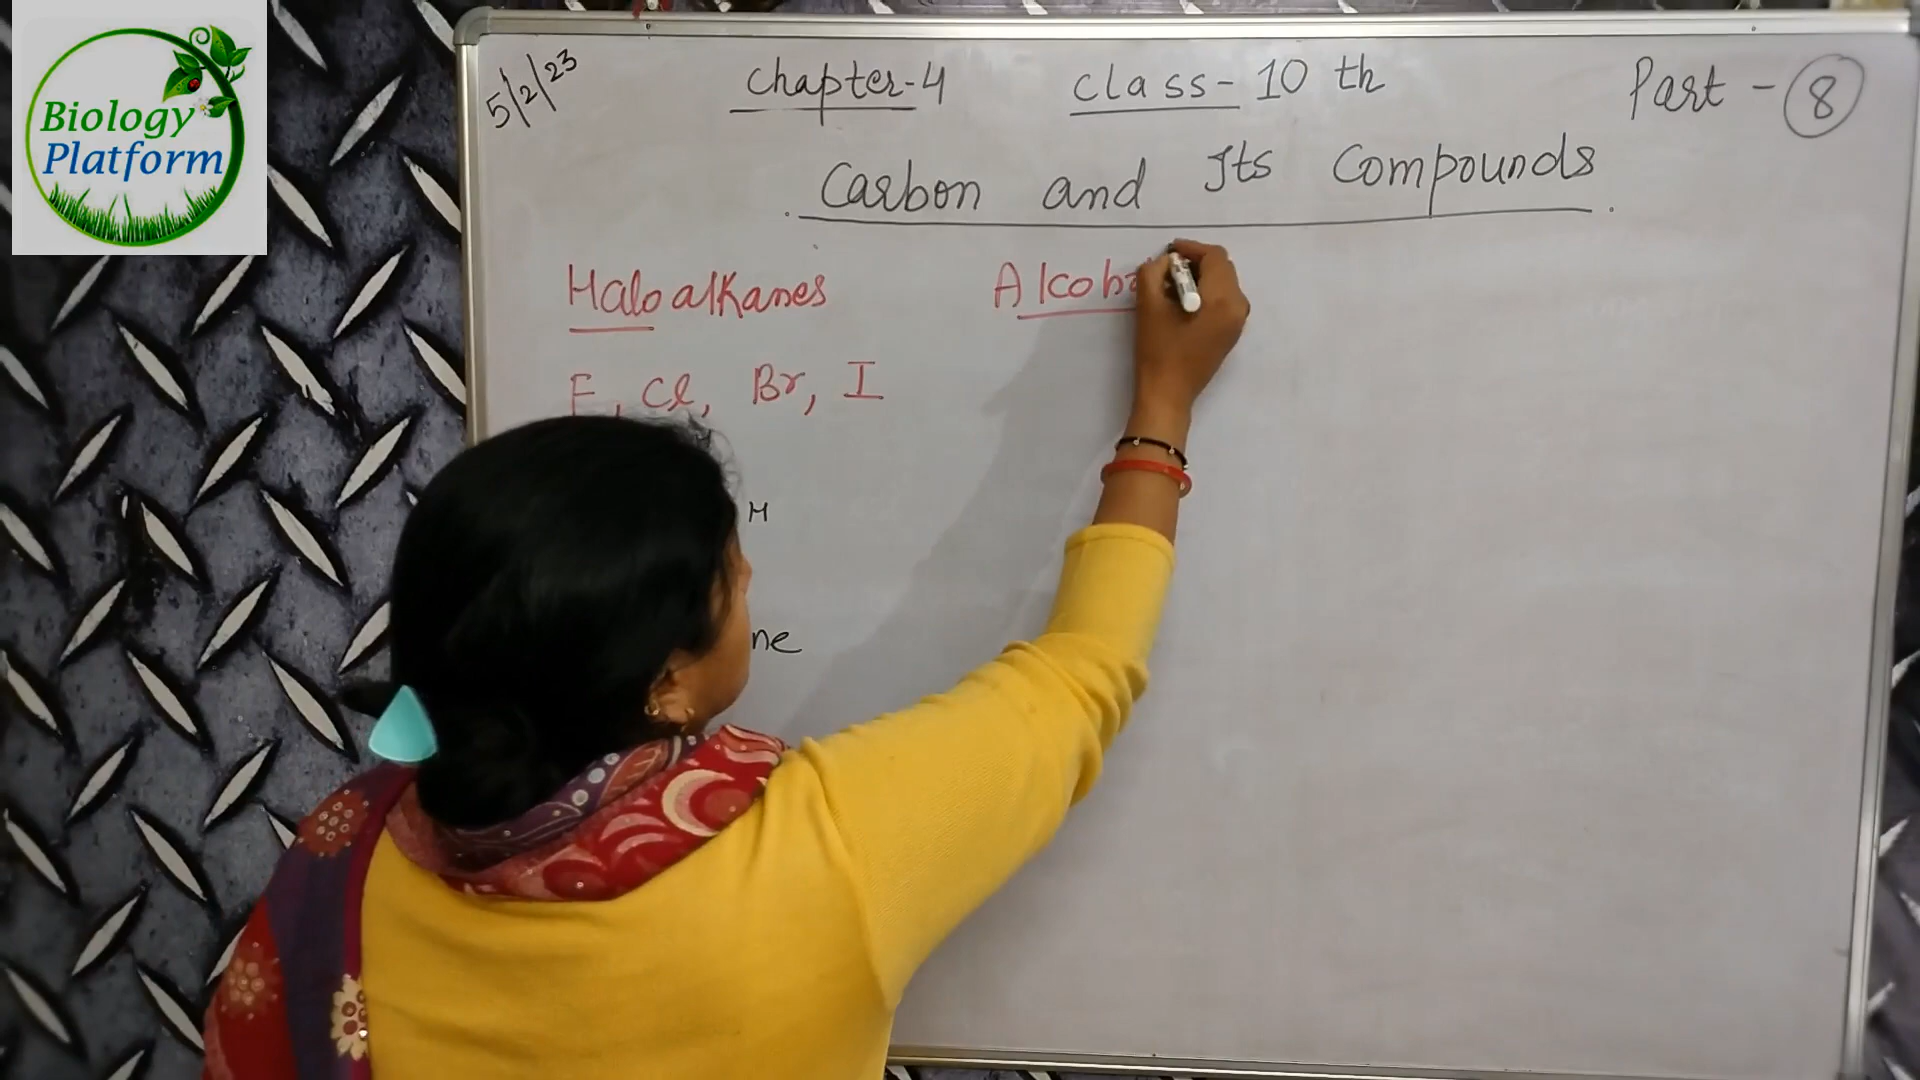 Biology
Platform
5/2/23
Chapter-4 class-10 th Part - 8
Carbon and Its Compounds
Haloalkanes
F, Cl, Br, I
H